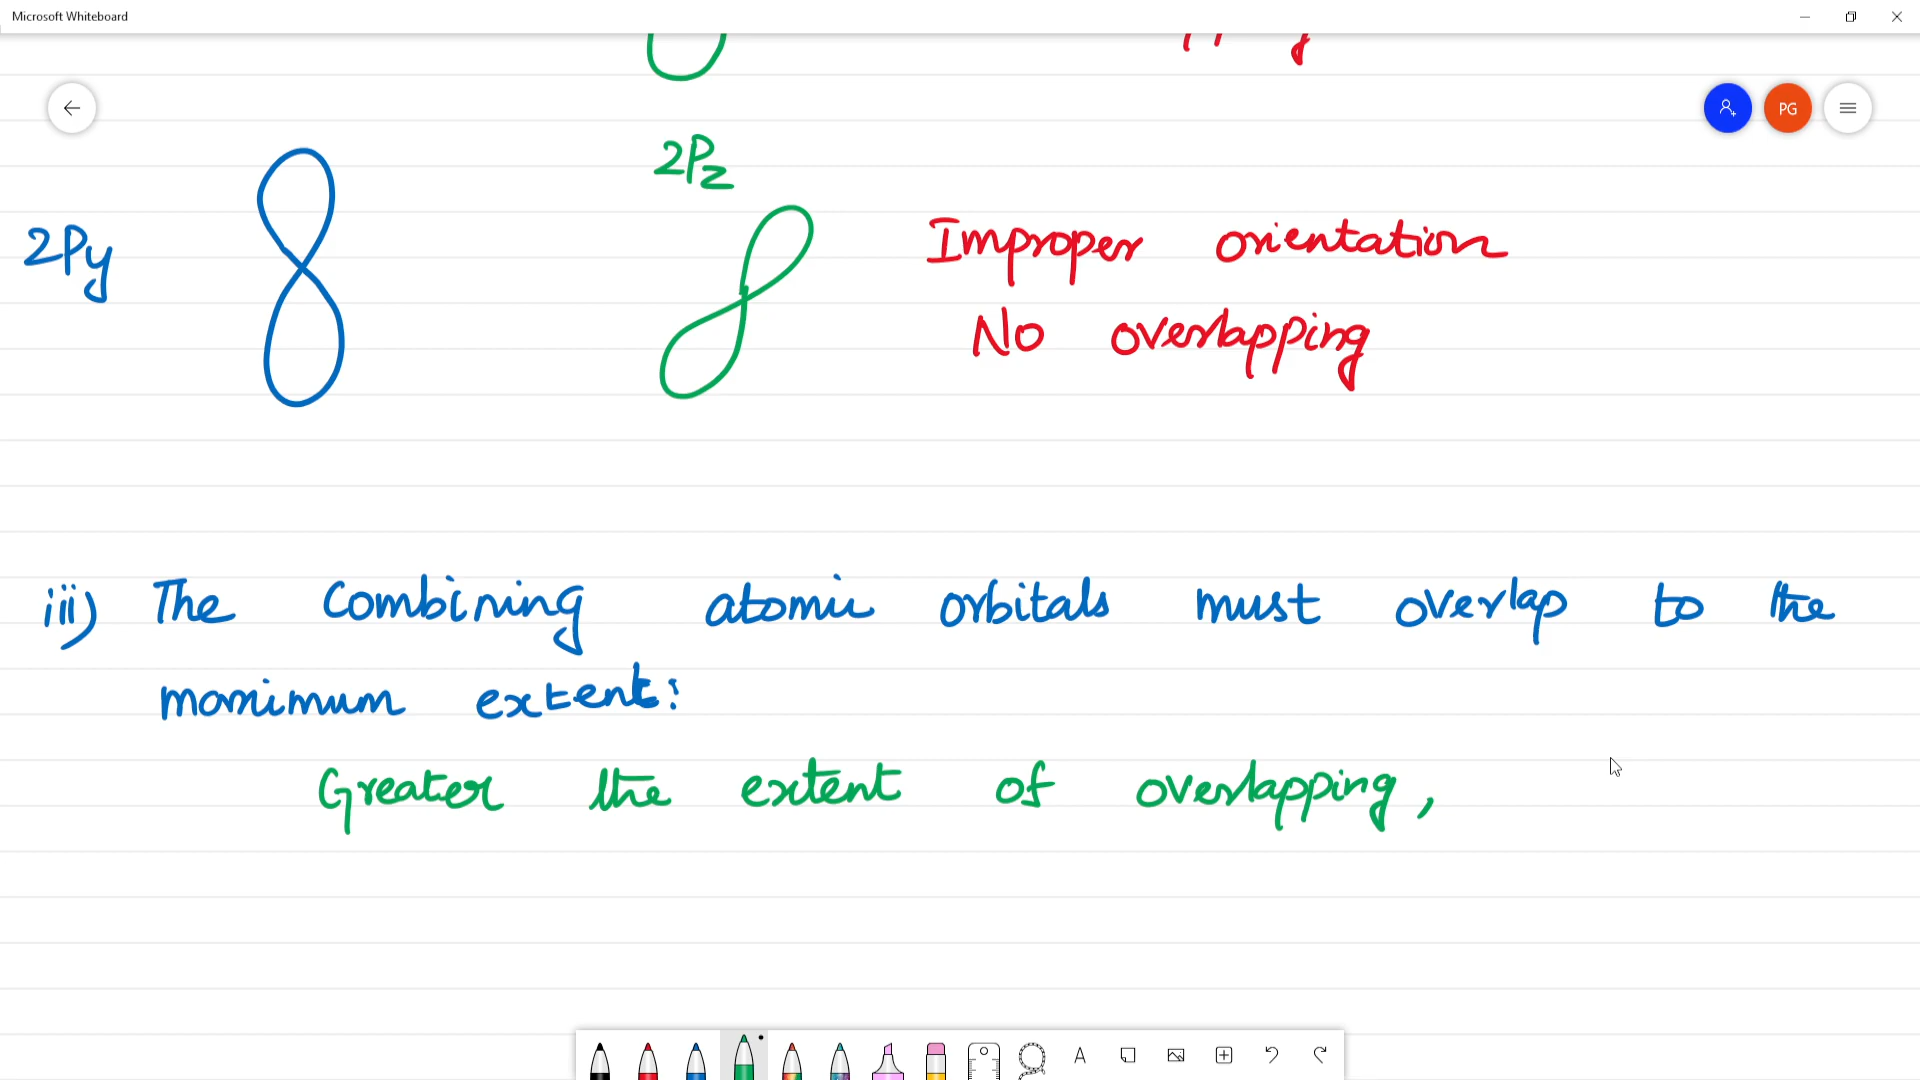 Microsoft Whiteboard
PG
2Pz
2Py
Improper orientation
No overlapping
iii) The Combining atomic orbitals must overlap to the
maximum extent:
Greater the extent of overlapping,
A